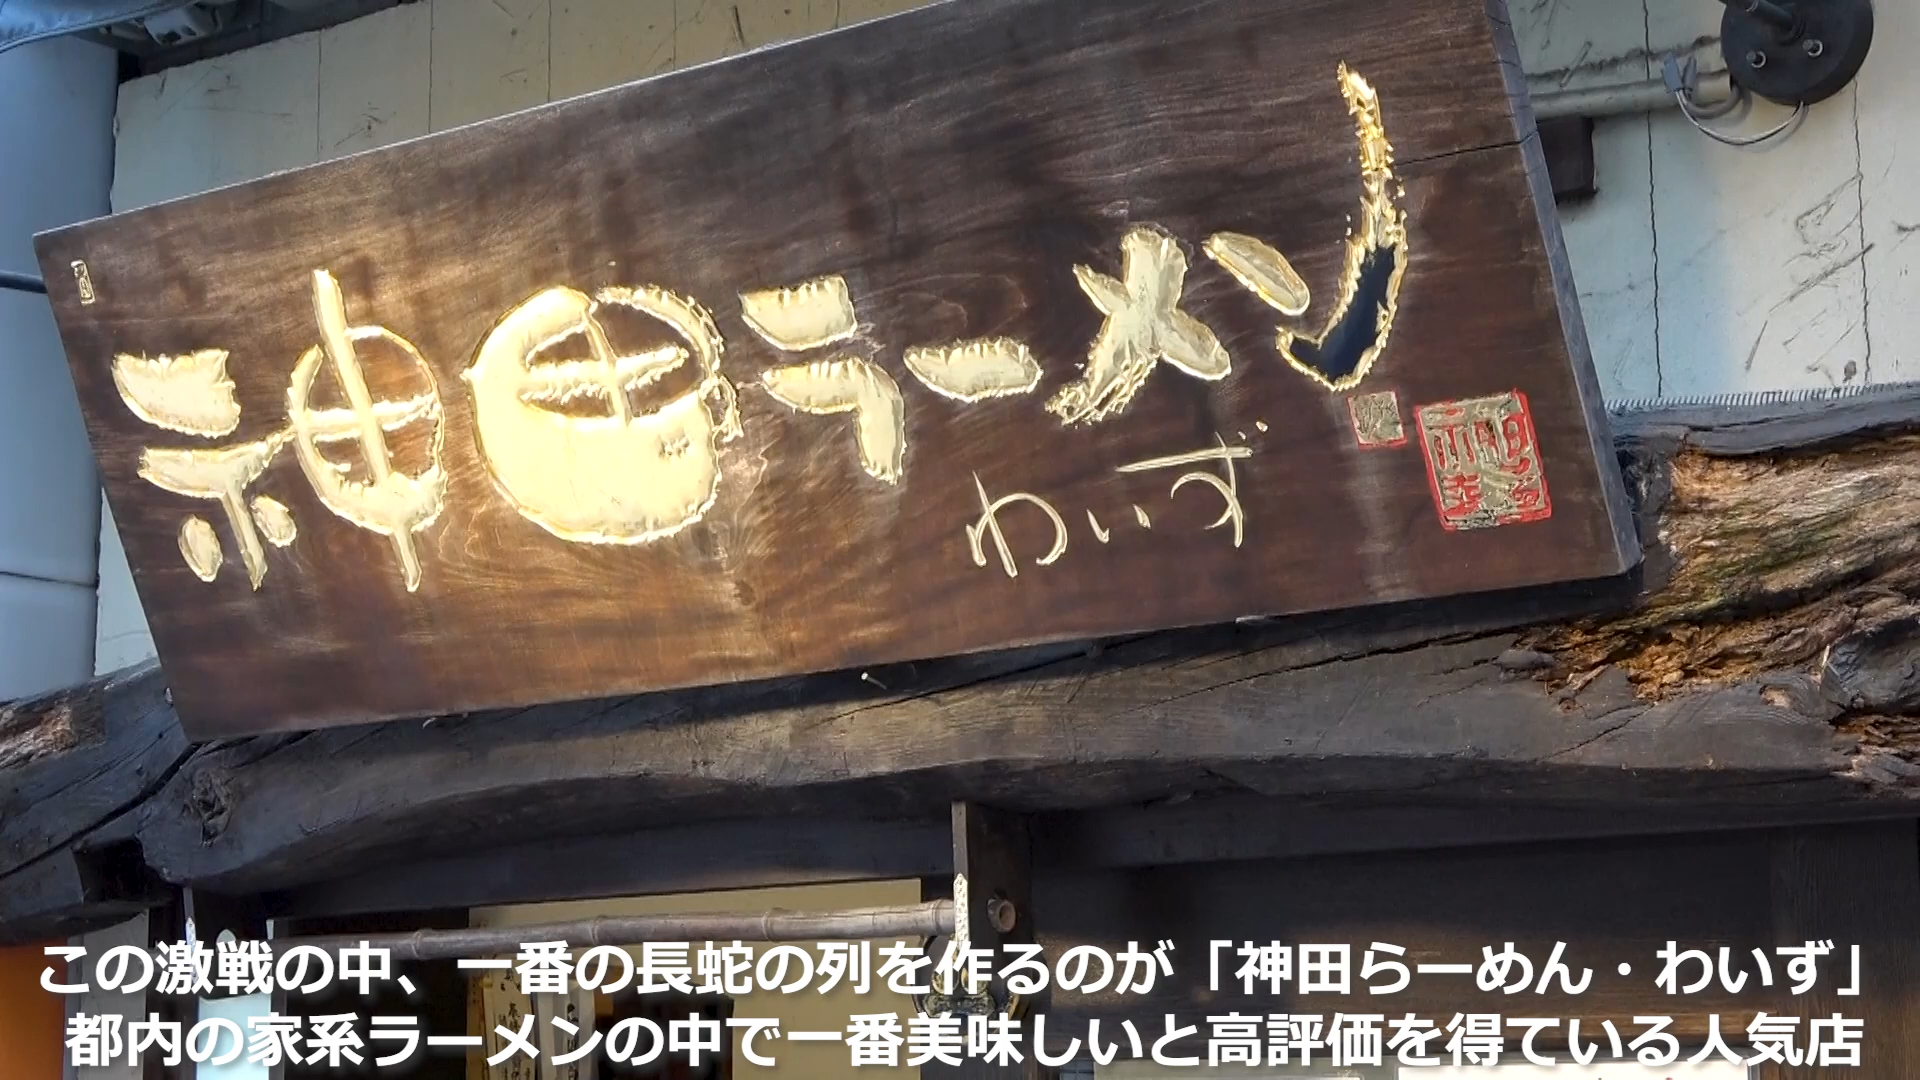 神田ラーメン
わいず
この激戦の中、一番の長蛇の列を作るのが「神田らーめん・わいず」
都内の家系ラーメンの中で一番美味しいと高評価を得ている人気店